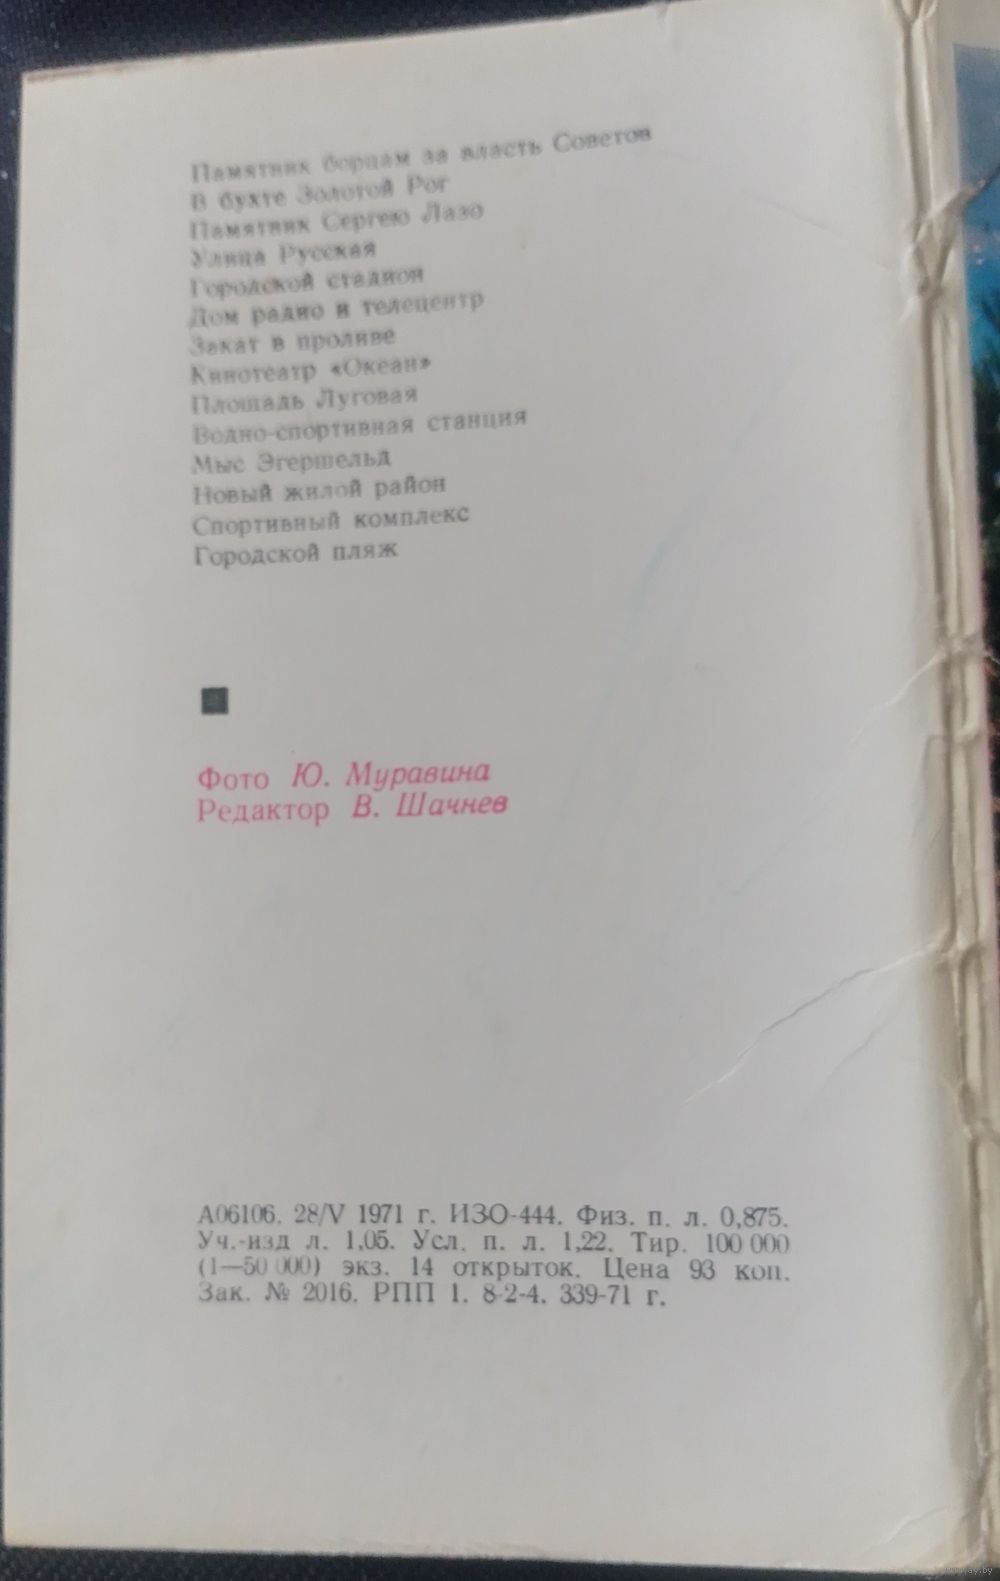 Памятник борцам за власть Советов
В бухте Золотой Рог
Памятник Сергею Лазо
Улица Русская
Городской стадион
Дом радио и телецентр
Закат в проливе
Кинотеатр «Океан»
Площадь Луговая
Водно-спортивная станция
Мыс Эгершельд
Новый жилой район
Спортивный комплекс
Городской пляж
Фото Ю. Муравина
Редактор В. Шачнев
А06106. 28/V 1971 г. ИЗО-444. Физ. п. л. 0,875.
Уч.-изд л. 1,05. Усл. п. л. 1,22. Тир. 100 000
(1—50 000) экз. 14 открыток. Цена 93 коп.
Зак. № 2016. РПП 1. 8-2-4. 339-71 г.